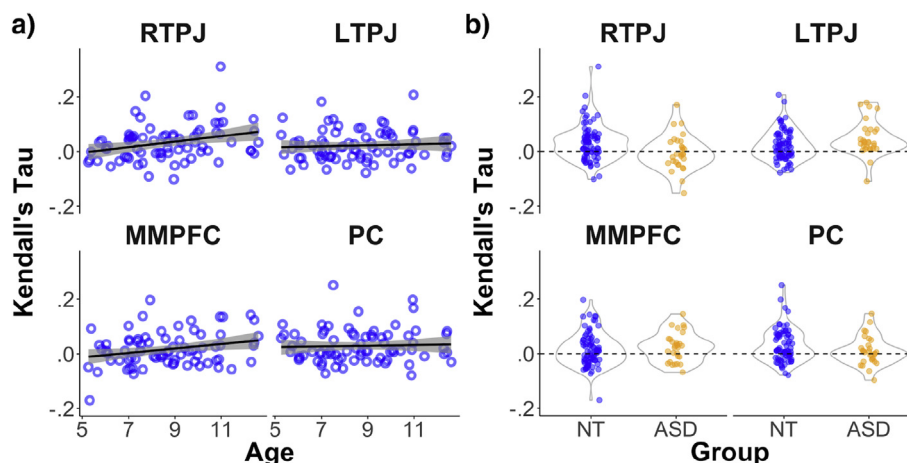 a)
RTPJ
LTPJ
Kendall's Tau
.2
.0
-.2
MMPFC
PC
.2
.0
-.2
5
7
9
11
5
7
9
11
Age
b)
RTPJ
LTPJ
Kendall's Tau
.2
.0
-.2
MMPFC
PC
.2
.0
-.2
NT
ASD
NT
ASD
Group